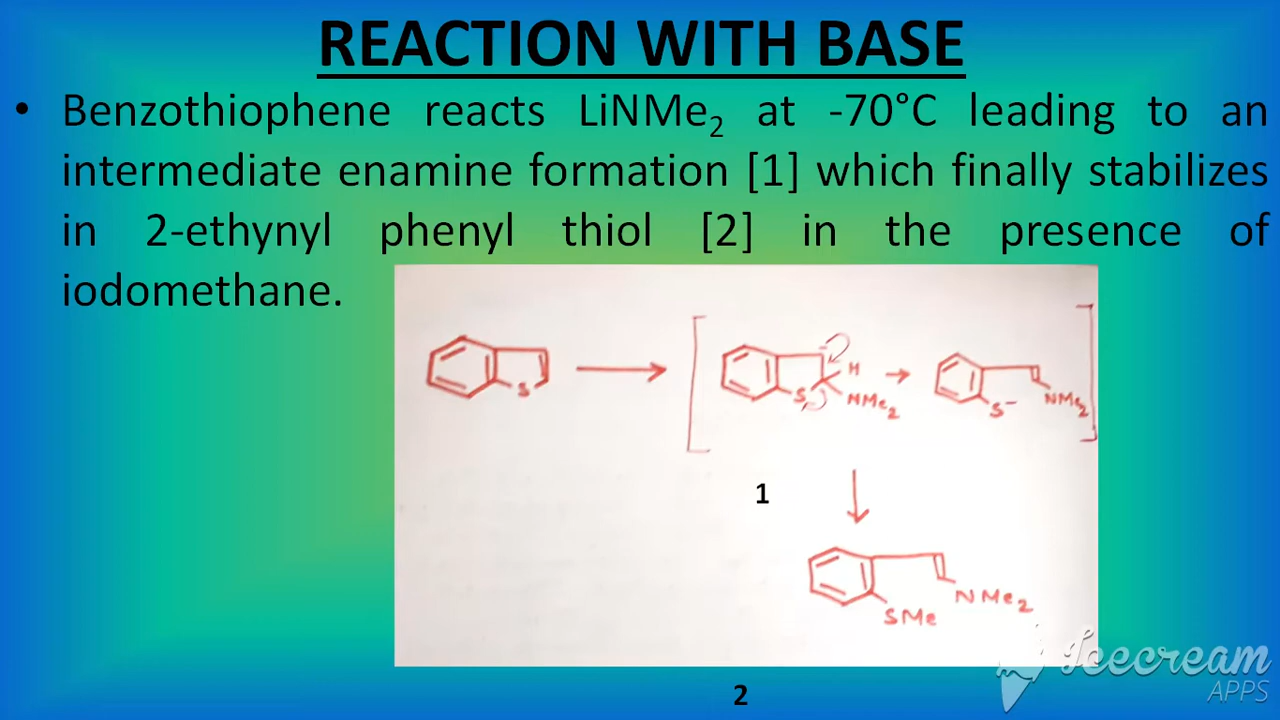 REACTION WITH BASE
• Benzothiophene reacts LiNMe₂ at -70°C leading to an
intermediate enamine formation [1] which finally stabilizes
in 2-ethynyl phenyl thiol [2] in the presence of
iodomethane.
S
S
H
NMe₂
S⁻
NMe₂
1
SMe
NMe₂
2
Icecream
APPS